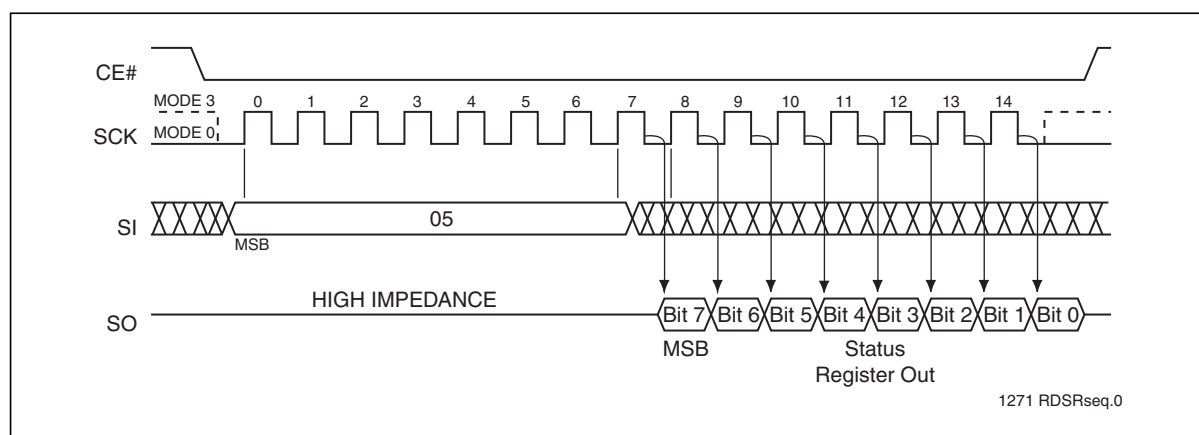 CE#
MODE 3 0 1 2 3 4 5 6 7 8 9 10 11 12 13 14
SCK MODE 0
SI 05
MSB
HIGH IMPEDANCE
SO Bit 7 Bit 6 Bit 5 Bit 4 Bit 3 Bit 2 Bit 1 Bit 0
MSB Status
Register Out
1271 RDSRseq.0